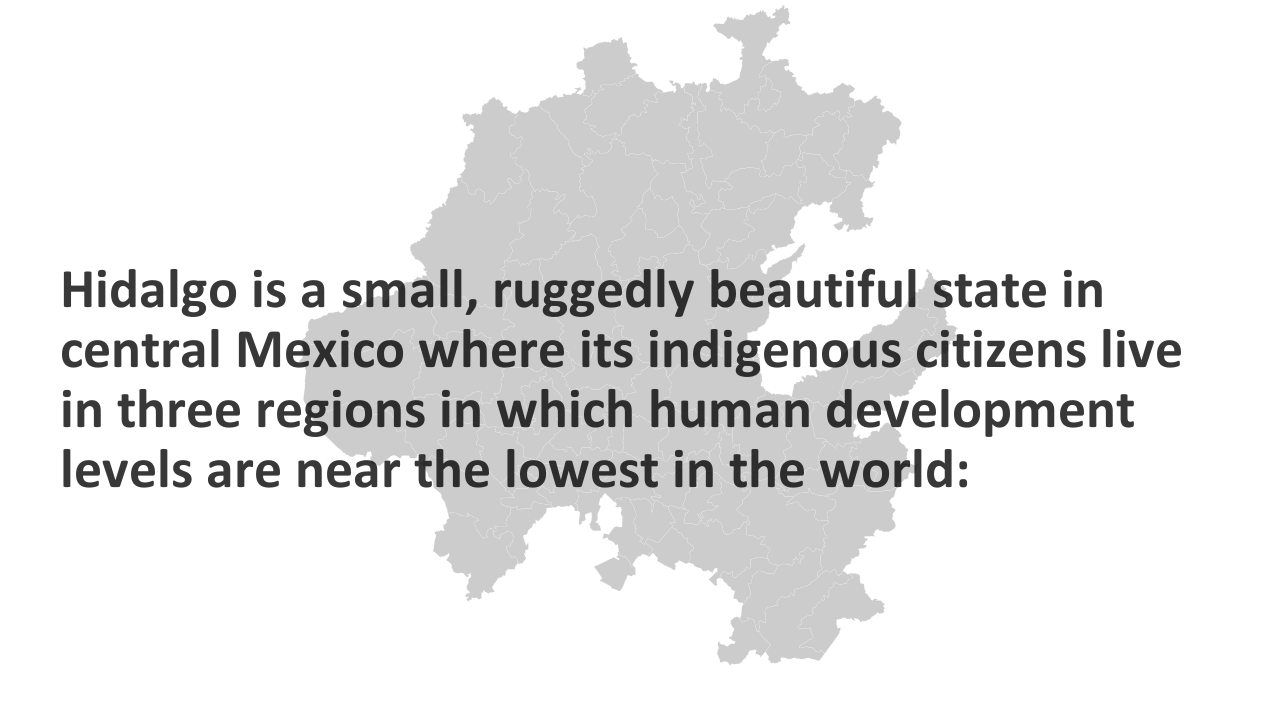 Hidalgo is a small, ruggedly beautiful state in
central Mexico where its indigenous citizens live
in three regions in which human development
levels are near the lowest in the world: